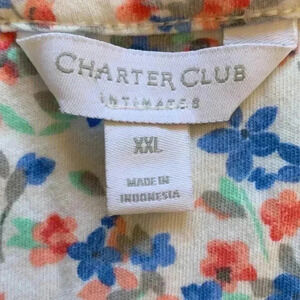 CHARTER CLUB
INTIMATES
XXL
MADE IN
INDONESIA